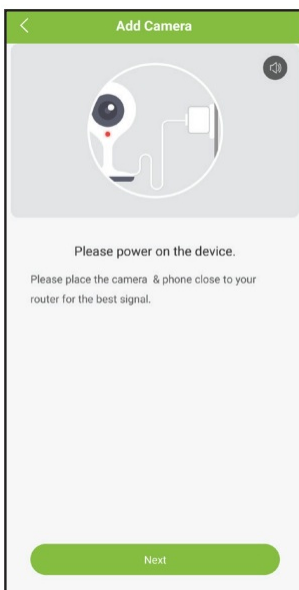 Add Camera
Please power on the device.
Please place the camera & phone close to your
router for the best signal.
Next